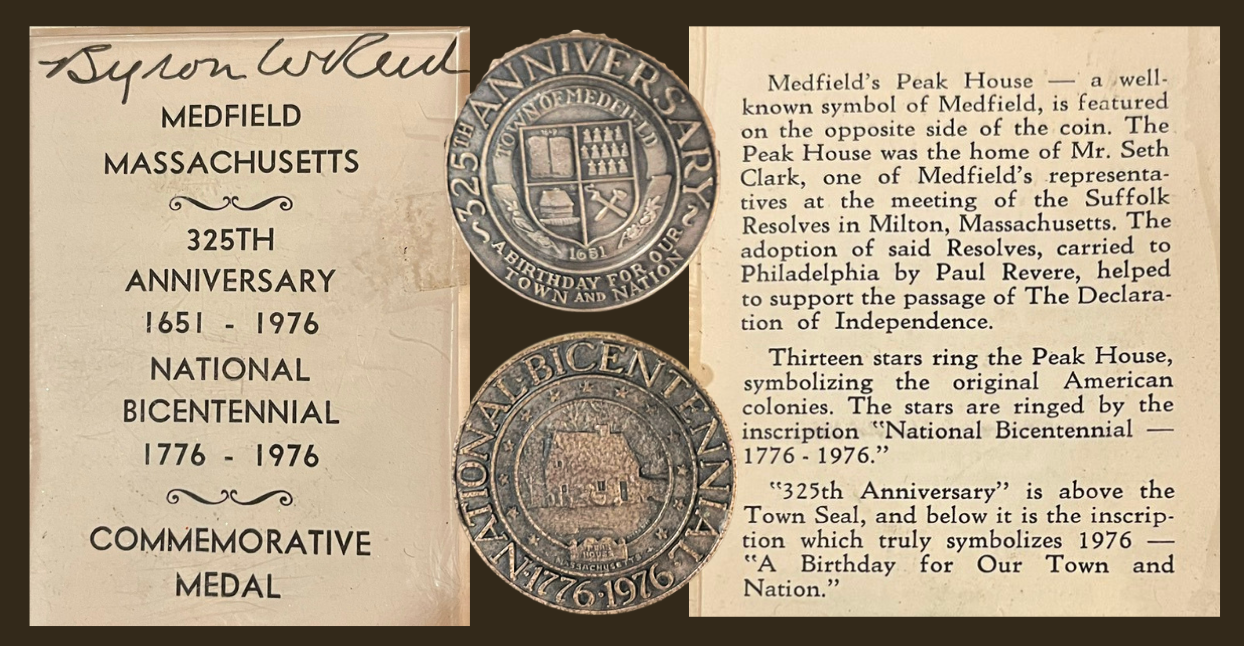 Byron W Reed
MEDFIELD
MASSACHUSETTS
325TH
ANNIVERSARY
1651 - 1976
NATIONAL
BICENTENNIAL
1776 - 1976
COMMEMORATIVE
MEDAL
325TH ANNIVERSARY
TOWN OF MEDFIELD
1651
A BIRTHDAY FOR OUR
TOWN AND NATION
NATIONAL BICENTENNIAL
PEAK
HOUSE
MASSACHUSETTS
1776·1976
Medfield's Peak House — a well-
known symbol of Medfield, is featured
on the opposite side of the coin. The
Peak House was the home of Mr. Seth
Clark, one of Medfield's representa-
tives at the meeting of the Suffolk
Resolves in Milton, Massachusetts. The
adoption of said Resolves, carried to
Philadelphia by Paul Revere, helped
to support the passage of The Declara-
tion of Independence.
Thirteen stars ring the Peak House,
symbolizing the original American
colonies. The stars are ringed by the
inscription "National Bicentennial —
1776 - 1976."
"325th Anniversary" is above the
Town Seal, and below it is the inscrip-
tion which truly symbolizes 1976 —
"A Birthday for Our Town and
Nation."